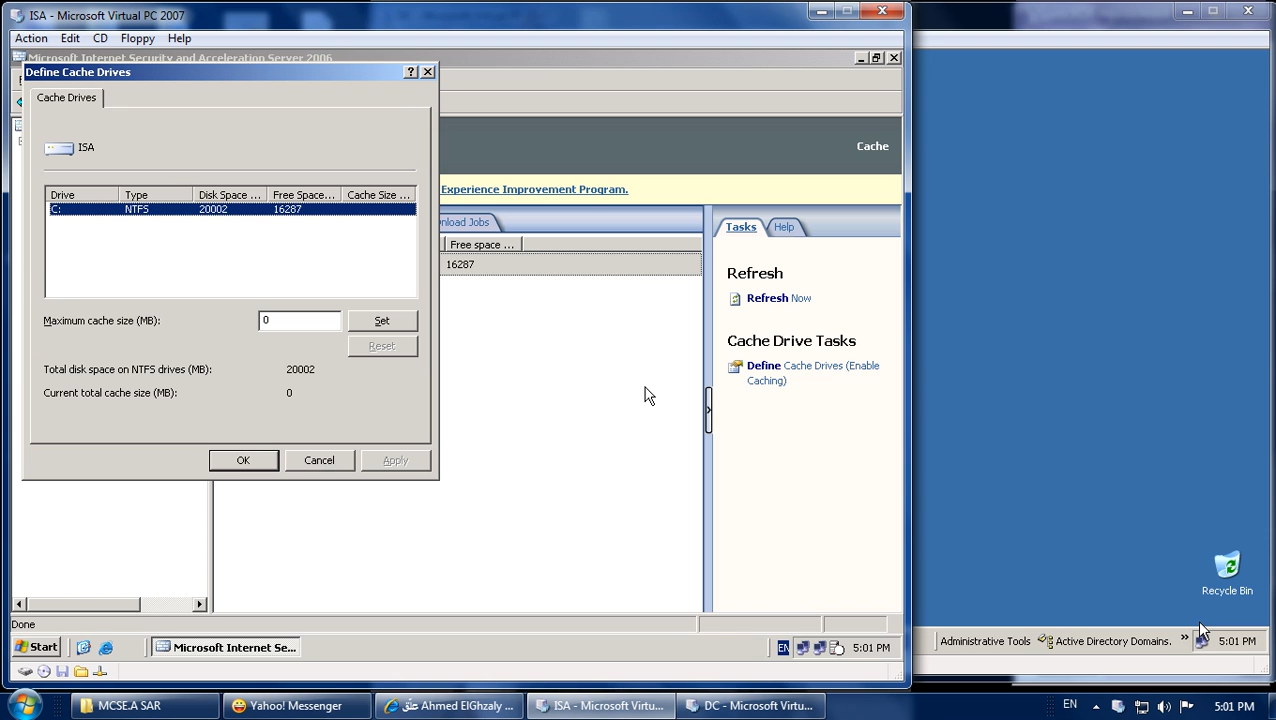 ISA - Microsoft Virtual PC 2007
Action Edit CD Floppy Help
Microsoft Internet Security and Acceleration Server 2006
Define Cache Drives
Cache Drives
ISA
Drive Type Disk Space ... Free Space... Cache Size ...
C: NTFS 20002 16287
Maximum cache size (MB): 0 Set
Reset
Total disk space on NTFS drives (MB): 20002
Current total cache size (MB): 0
OK Cancel Apply
Cache
Experience Improvement Program.
nload Jobs
Free space ...
16287
Tasks Help
Refresh
Refresh Now
Cache Drive Tasks
Define Cache Drives (Enable
Caching)
Done
Start Microsoft Internet Se... EN 5:01 PM
Recycle Bin
Administrative Tools Active Directory Domains. » 5:01 PM
MCSE.A SAR Yahoo! Messenger Ahmed ElGhzaly علق ISA - Microsoft Virtu... DC - Microsoft Virtu... EN 5:01 PM